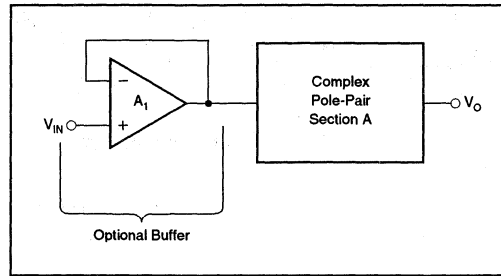 Complex
Pole-Pair
Section A
−
A1
+
VIN
VO
Optional Buffer